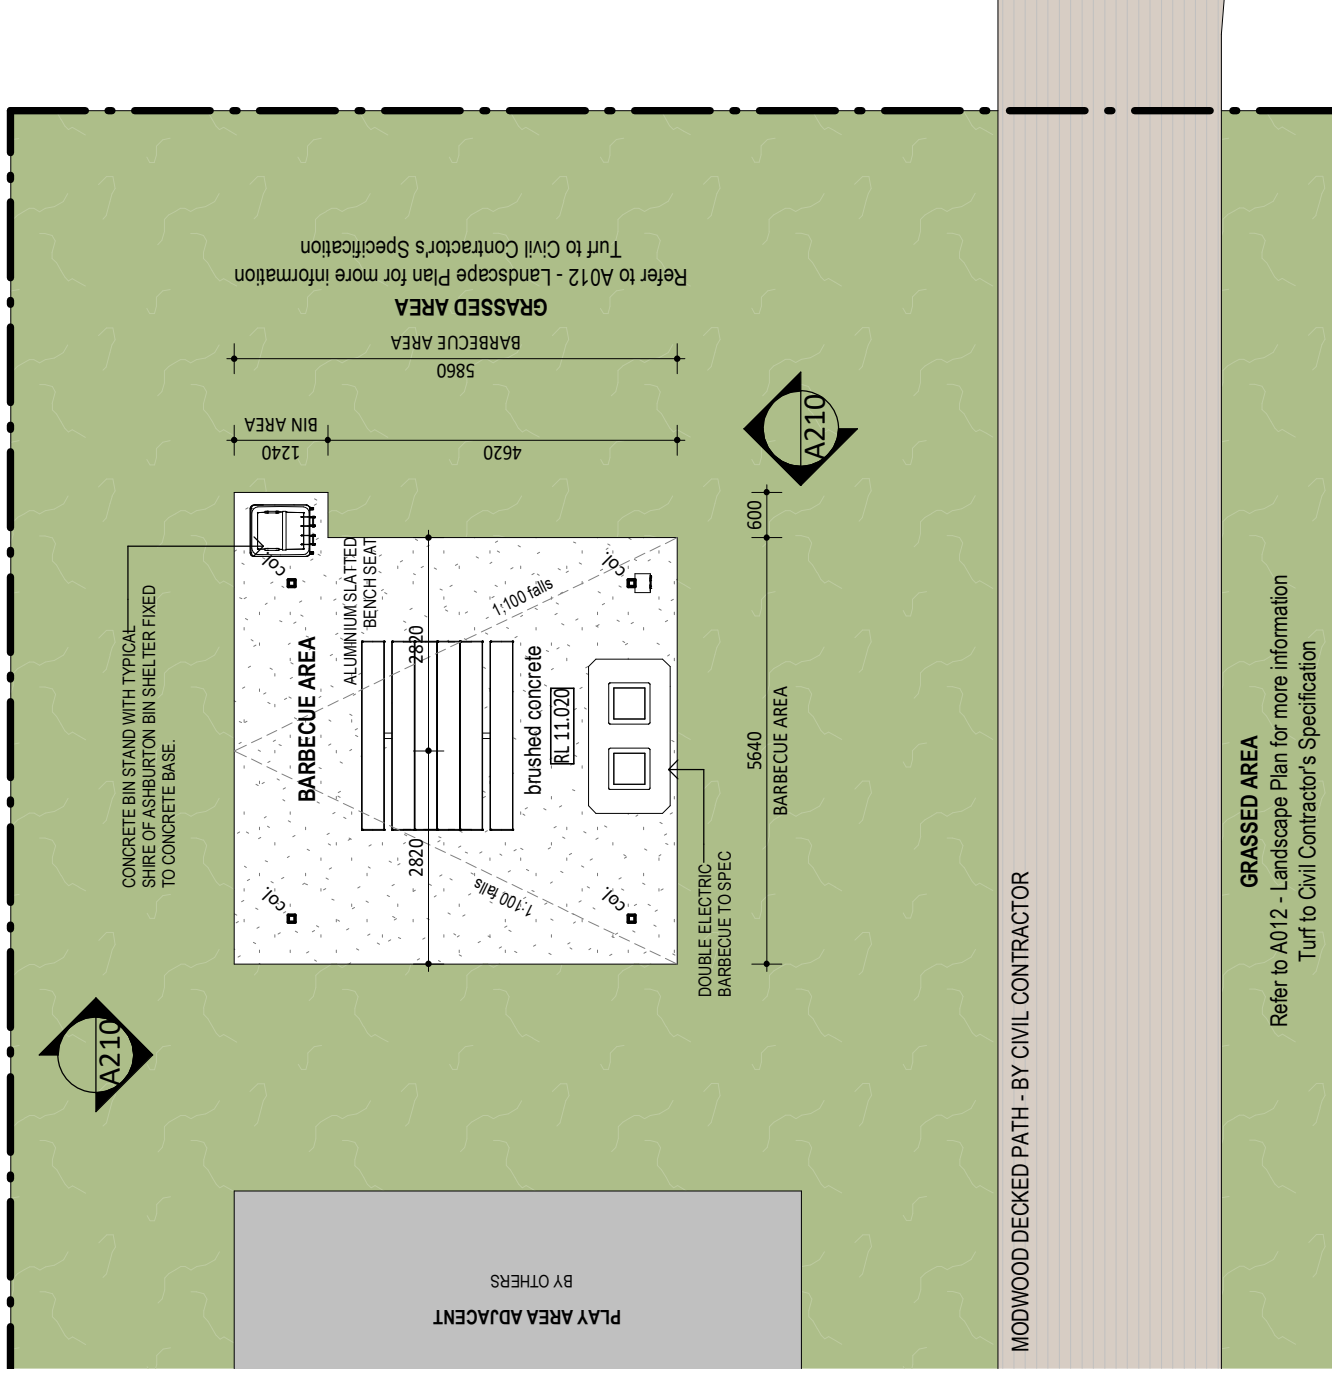 Turf to Civil Contractor's Specification
Refer to A012 - Landscape Plan for more information
GRASSED AREA
BARBECUE AREA
5860
BIN AREA
1240
4620
A210
600
CONCRETE BIN STAND WITH TYPICAL
SHIRE OF ASHBURTON BIN SHELTER FIXED
TO CONCRETE BASE.
col.
ALUMINIUM SLATTED
BENCH SEAT
col.
1:100 falls
BARBECUE AREA
2820
brushed concrete
RL 11.020
5640
BARBECUE AREA
2820
1:100 falls
col.
col.
DOUBLE ELECTRIC
BARBECUE TO SPEC
A210
MODWOOD DECKED PATH - BY CIVIL CONTRACTOR
GRASSED AREA
Refer to A012 - Landscape Plan for more information
Turf to Civil Contractor's Specification
PLAY AREA ADJACENT
BY OTHERS